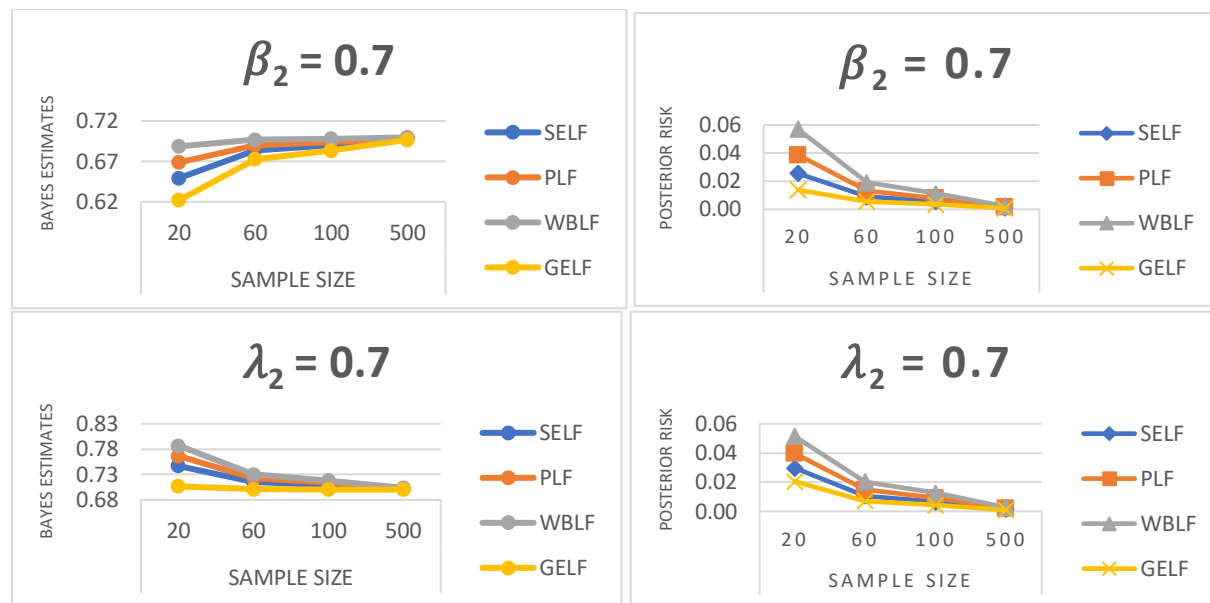 β₂ = 0.7
BAYES ESTIMATES
0.72
0.67
0.62
20 60 100 500
SAMPLE SIZE
SELF
PLF
WBLF
GELF
β₂ = 0.7
POSTERIOR RISK
0.06
0.04
0.02
0.00
20 60 100 500
SAMPLE SIZE
SELF
PLF
WBLF
GELF
λ₂ = 0.7
BAYES ESTIMATES
0.83
0.78
0.73
0.68
20 60 100 500
SAMPLE SIZE
SELF
PLF
WBLF
GELF
λ₂ = 0.7
POSTERIOR RISK
0.06
0.04
0.02
0.00
20 60 100 500
SAMPLE SIZE
SELF
PLF
WBLF
GELF